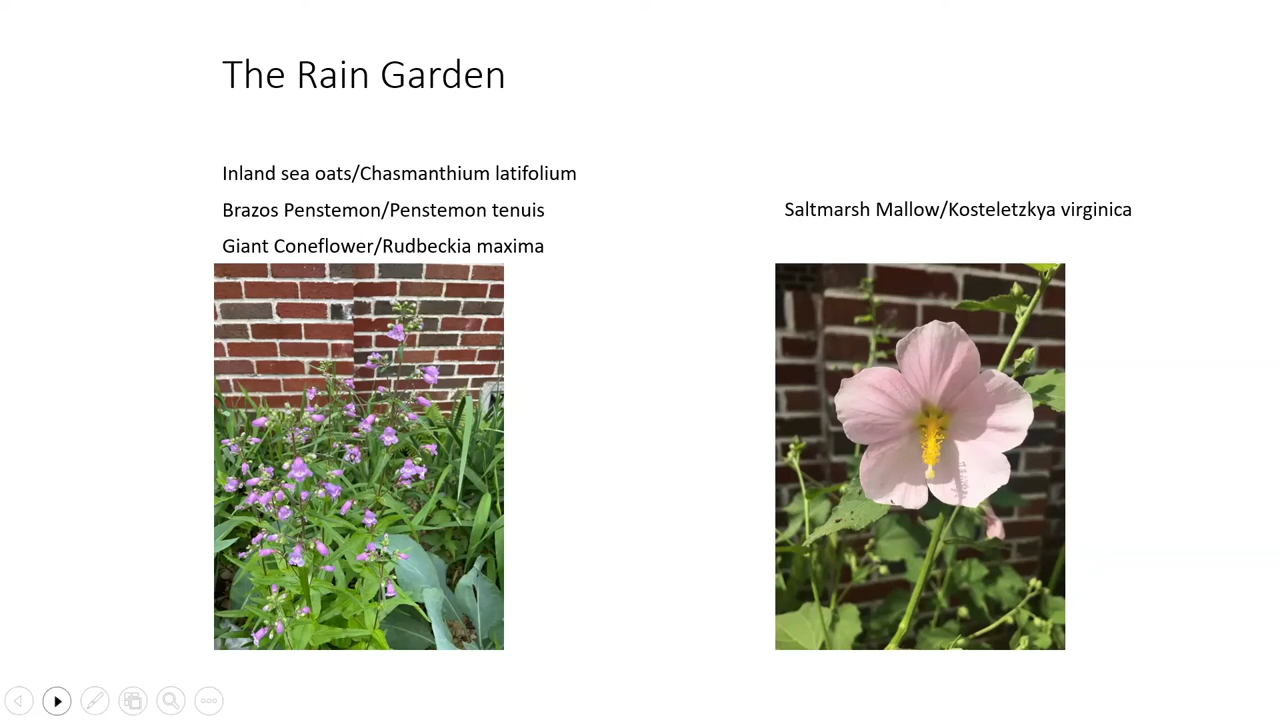 The Rain Garden
Inland sea oats/Chasmanthium latifolium
Brazos Penstemon/Penstemon tenuis
Giant Coneflower/Rudbeckia maxima
Saltmarsh Mallow/Kosteletzkya virginica